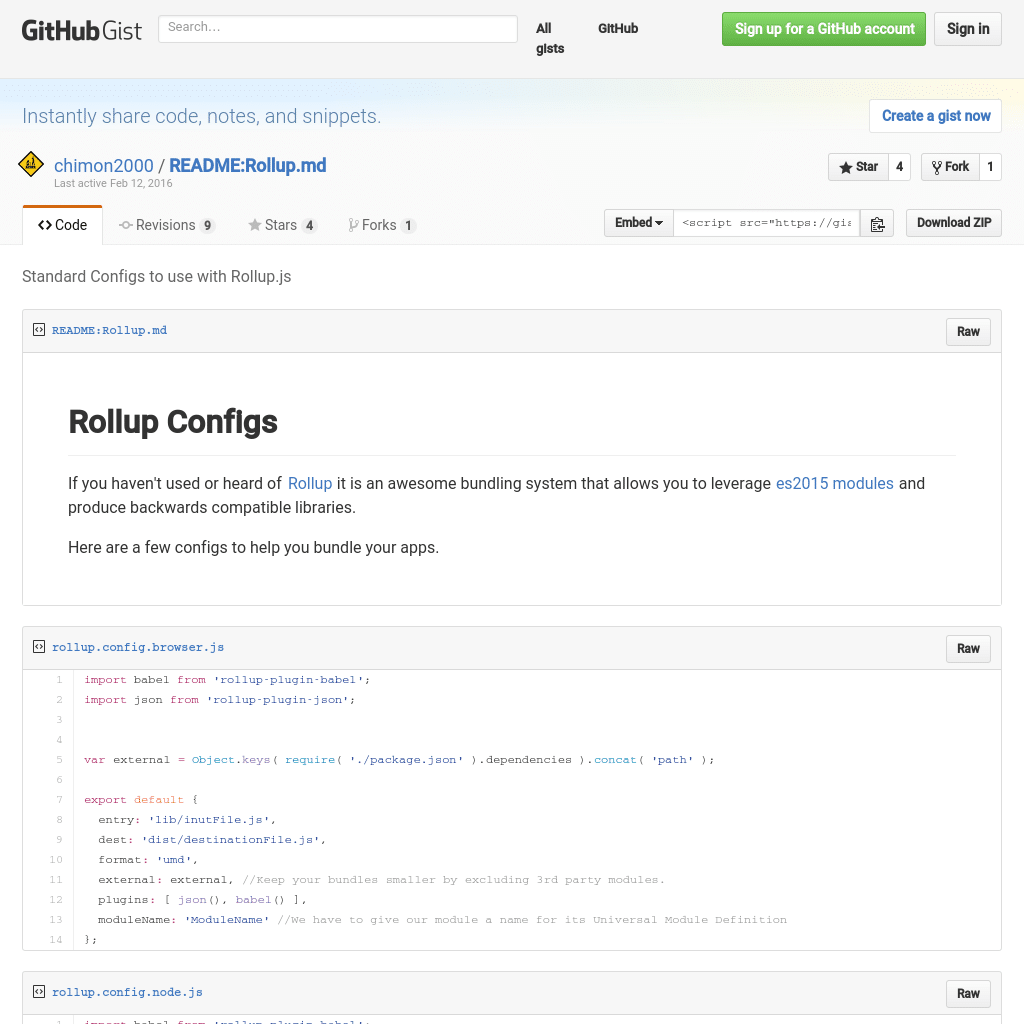 GitHub Gist Search... All gists GitHub Sign up for a GitHub account Sign in
Instantly share code, notes, and snippets. Create a gist now
chimon2000 / README:Rollup.md Star 4 Fork 1
Last active Feb 12, 2016
Code Revisions 9 Stars 4 Forks 1 Embed <script src="https://gis Download ZIP
Standard Configs to use with Rollup.js
README:Rollup.md Raw
Rollup Configs
If you haven't used or heard of Rollup it is an awesome bundling system that allows you to leverage es2015 modules and
produce backwards compatible libraries.
Here are a few configs to help you bundle your apps.
rollup.config.browser.js Raw
1 import babel from 'rollup-plugin-babel';
2 import json from 'rollup-plugin-json';
3
4
5 var external = Object.keys( require( './package.json' ).dependencies ).concat( 'path' );
6
7 export default {
8 entry: 'lib/inutFile.js',
9 dest: 'dist/destinationFile.js',
10 format: 'umd',
11 external: external, //Keep your bundles smaller by excluding 3rd party modules.
12 plugins: [ json(), babel() ],
13 moduleName: 'ModuleName' //We have to give our module a name for its Universal Module Definition
14 };
rollup.config.node.js Raw
1 import babel from 'rollup-plugin-babel';